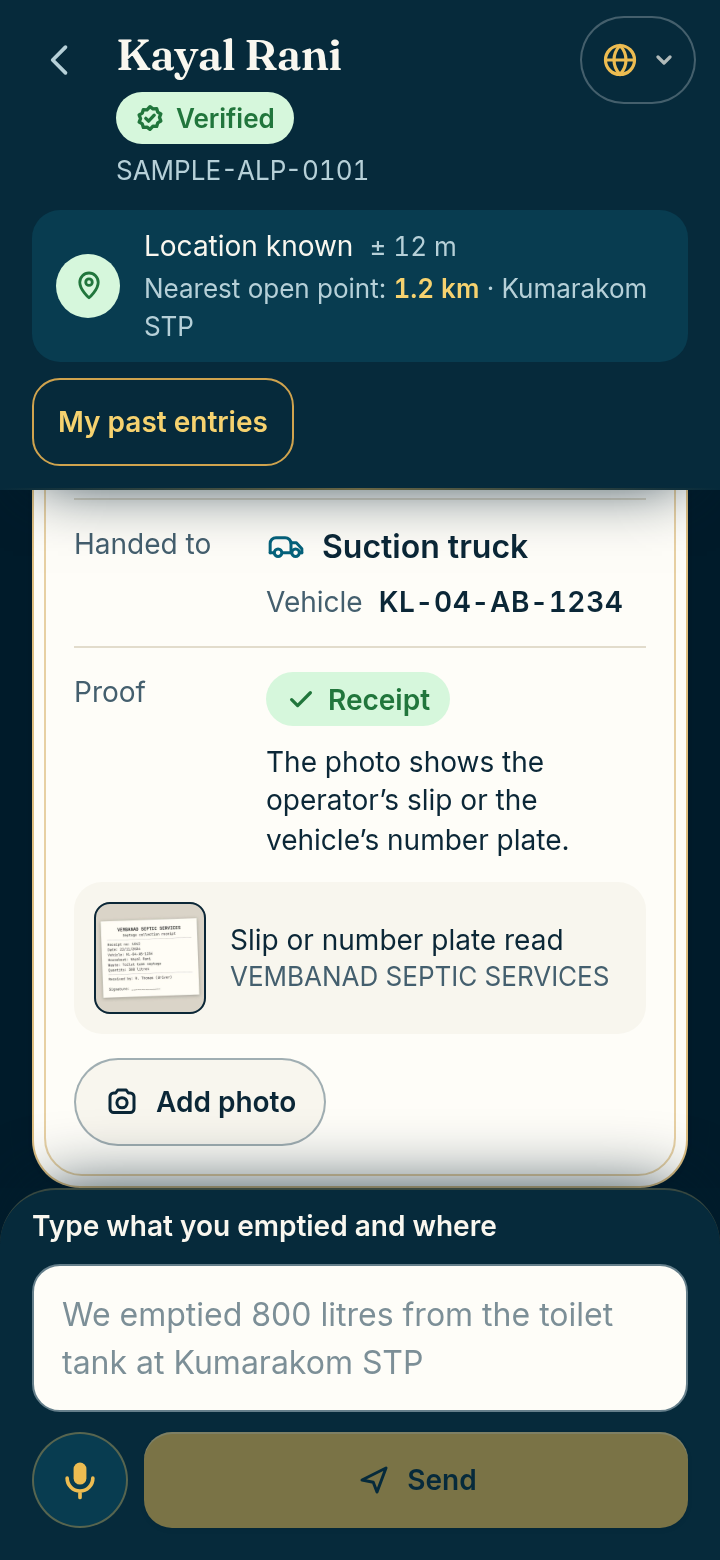 Kayal Rani
Verified
SAMPLE-ALP-0101
Location known ± 12 m
Nearest open point: 1.2 km · Kumarakom
STP
My past entries
Handed to
Suction truck
Vehicle KL-04-AB-1234
Proof
Receipt
The photo shows the
operator’s slip or the
vehicle’s number plate.
VEMBANAD SEPTIC SERVICES
Slip or number plate read
VEMBANAD SEPTIC SERVICES
Add photo
Type what you emptied and where
We emptied 800 litres from the toilet
tank at Kumarakom STP
Send